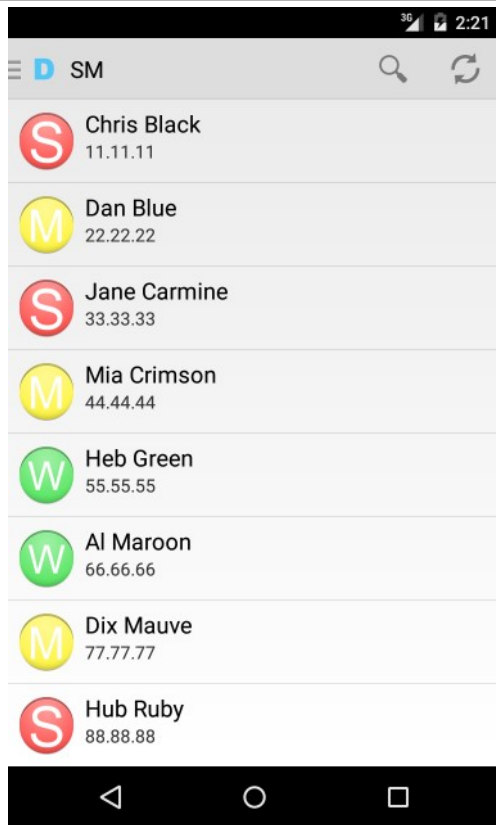 3G 2:21
D SM
S Chris Black
11.11.11
M Dan Blue
22.22.22
S Jane Carmine
33.33.33
M Mia Crimson
44.44.44
W Heb Green
55.55.55
W Al Maroon
66.66.66
M Dix Mauve
77.77.77
S Hub Ruby
88.88.88